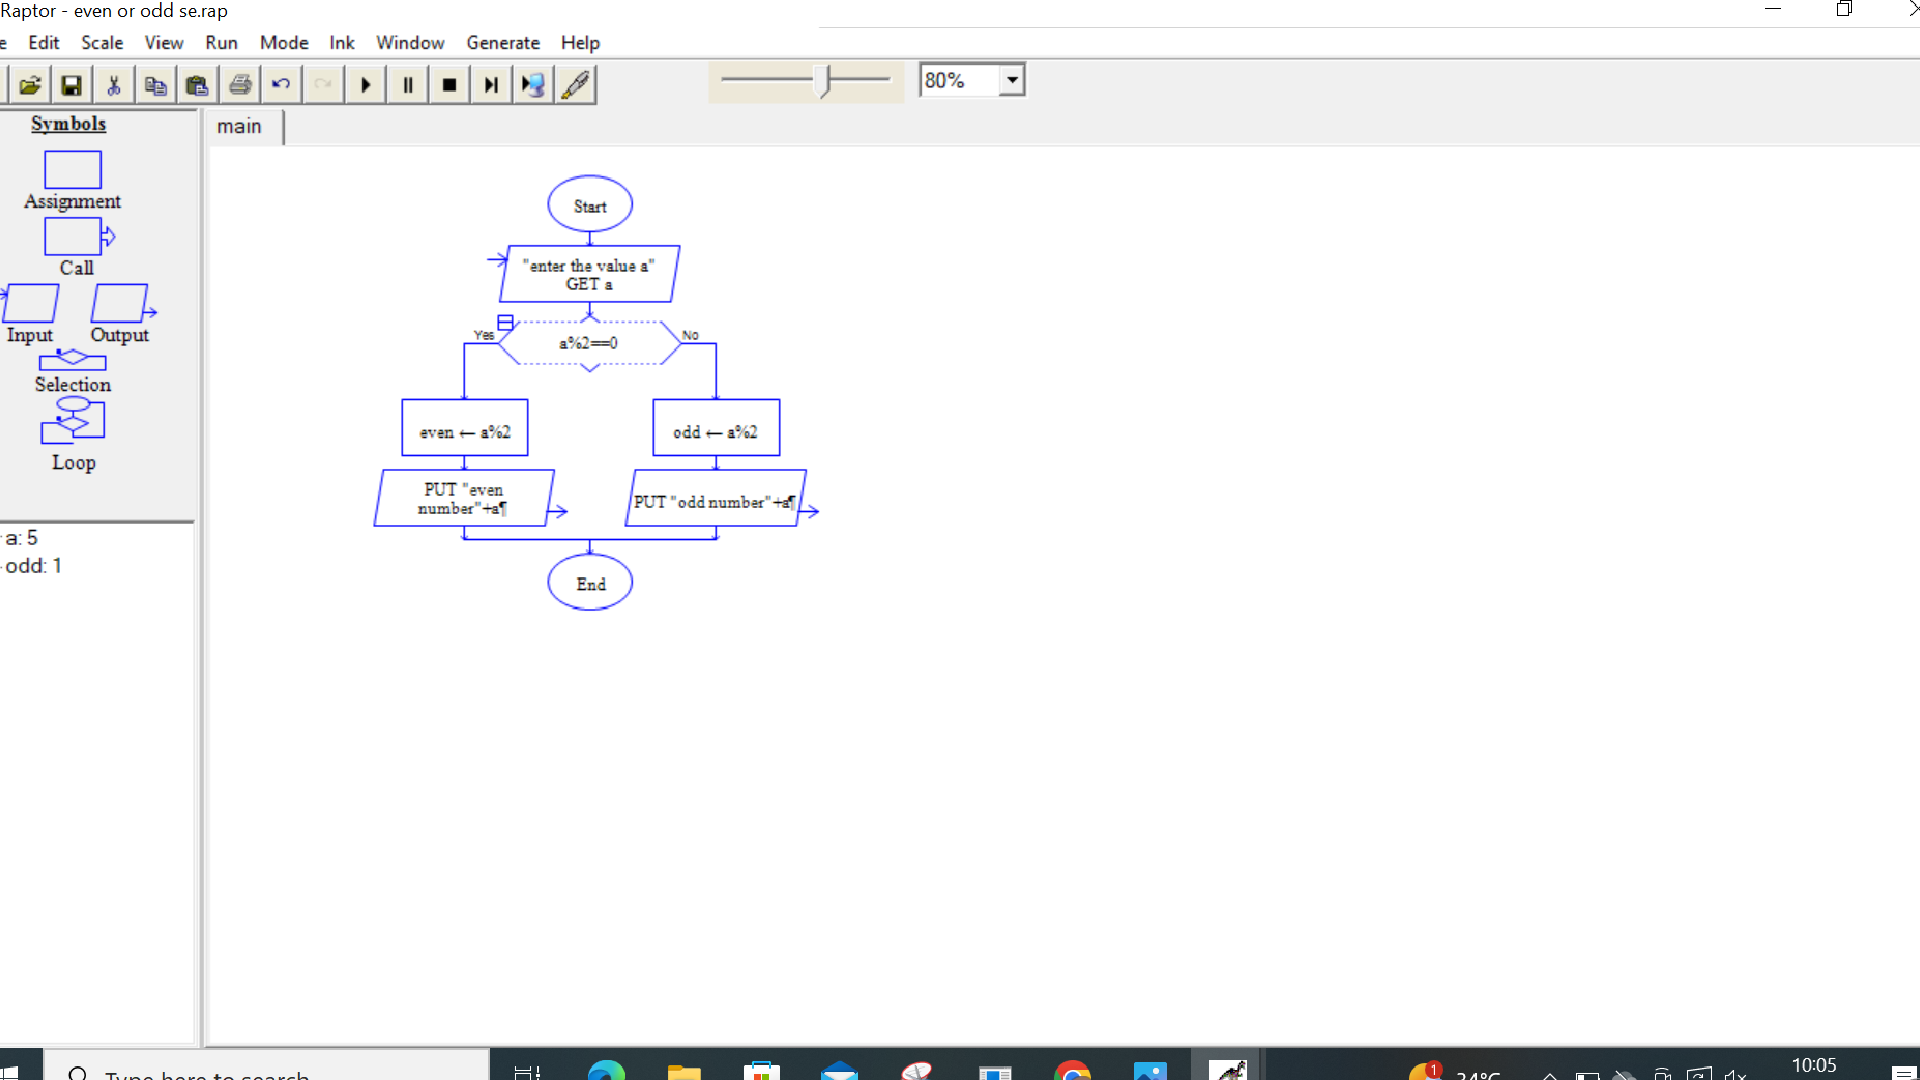 Raptor - even or odd se.rap
e Edit Scale View Run Mode Ink Window Generate Help
80%
Symbols
main
Assignment
Call
Input Output
Selection
Loop
a: 5
odd: 1
Start
"enter the value a"
GET a
Yes
No
a%2==0
even ← a%2
odd ← a%2
PUT "even
number"+a¶
PUT "odd number"+a¶
End
Type here to search
1
34°C
10:05